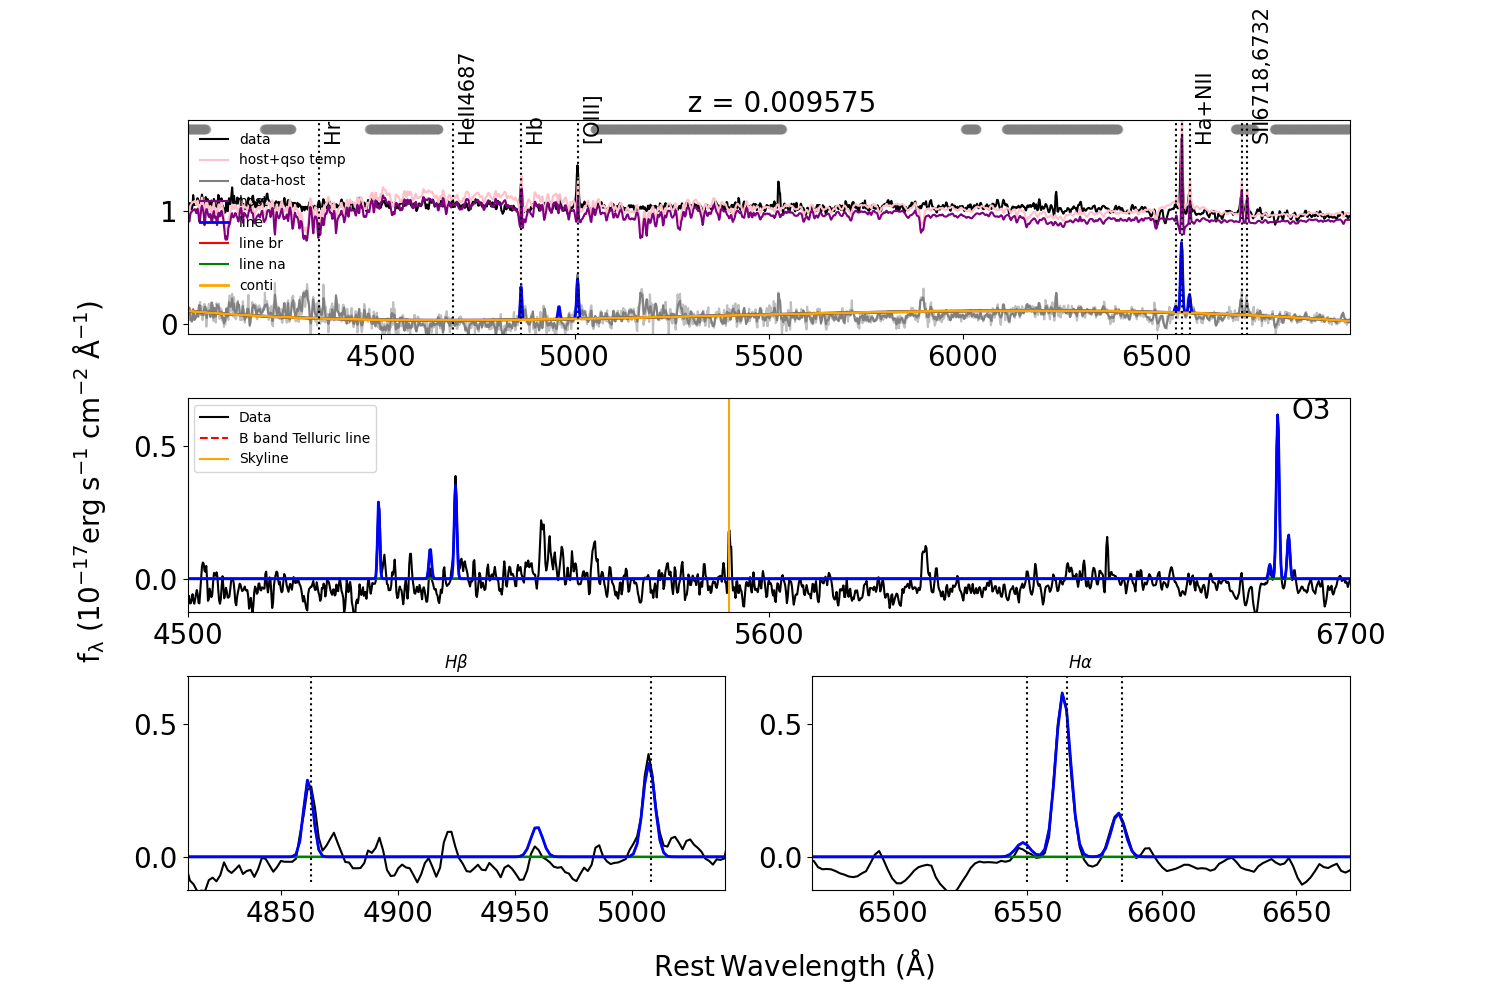 z = 0.009575
Hr
HeII4687
Hb
[OIII]
Ha+NII
SII6718,6732
data
host+qso temp
data-host
line
line br
line na
conti
1
0
4500
5000
5500
6000
6500
Data
B band Telluric line
Skyline
O3
0.5
0.0
4500
5600
6700
fλ (10⁻¹⁷erg s⁻¹ cm⁻² Å⁻¹)
Hβ
0.5
0.0
4850
4900
4950
5000
Hα
0.5
0.0
6500
6550
6600
6650
Rest Wavelength (Å)